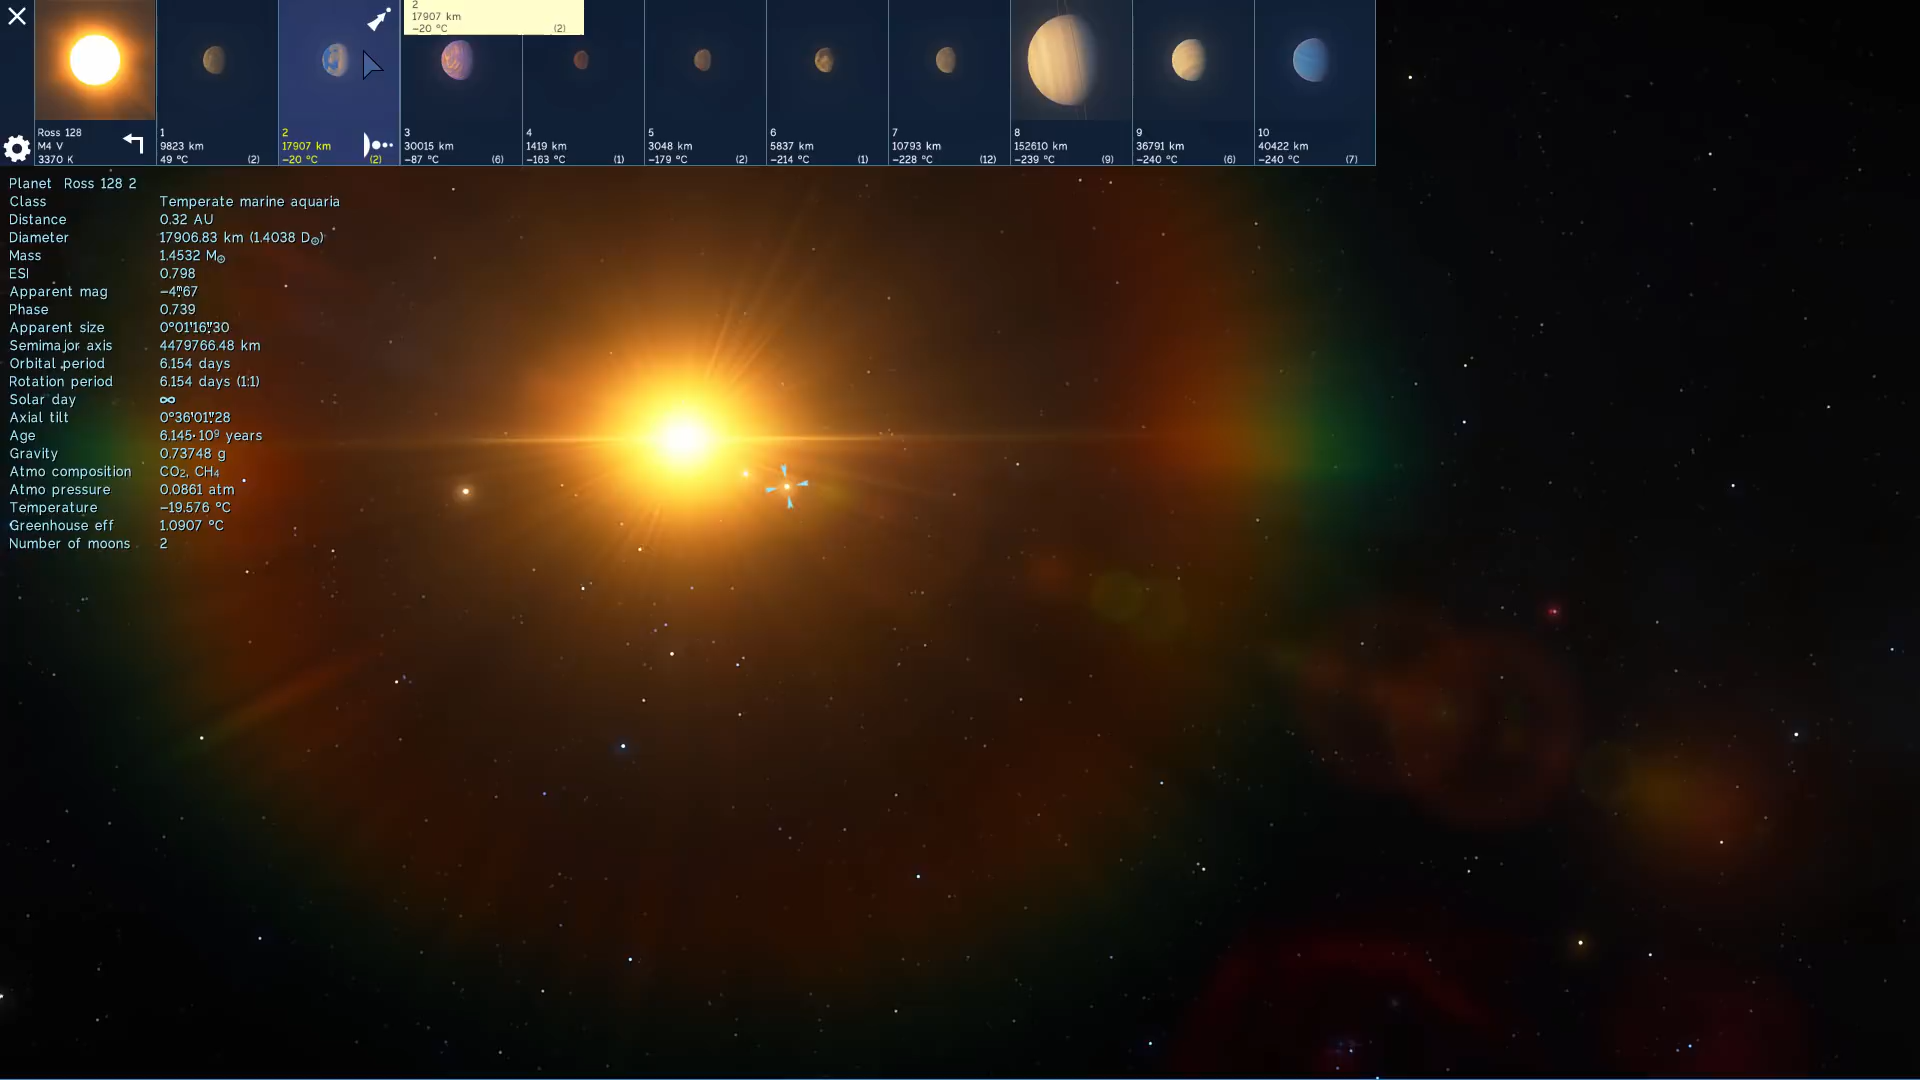 2
17907 km
-20 °C (2)
Ross 128
M4 V
3370 K
1
9823 km
49 °C (2)
2
17907 km
-20 °C (2)
3
30015 km
-87 °C (6)
4
1419 km
-163 °C (1)
5
3048 km
-179 °C (2)
6
5837 km
-214 °C (1)
7
10793 km
-228 °C (12)
8
152610 km
-239 °C (9)
9
36791 km
-240 °C (6)
10
40422 km
-240 °C (7)
Planet Ross 128 2
Class Temperate marine aquaria
Distance 0.32 AU
Diameter 17906.83 km (1.4038 D⊕)
Mass 1.4532 M⊕
ESI 0.798
Apparent mag -4ᵐ.67
Phase 0.739
Apparent size 0°01'16".30
Semimajor axis 4479766.48 km
Orbital period 6.154 days
Rotation period 6.154 days (1:1)
Solar day ∞
Axial tilt 0°36'01".28
Age 6.145·10⁹ years
Gravity 0.73748 g
Atmo composition CO₂, CH₄
Atmo pressure 0.0861 atm
Temperature -19.576 °C
Greenhouse eff 1.0907 °C
Number of moons 2